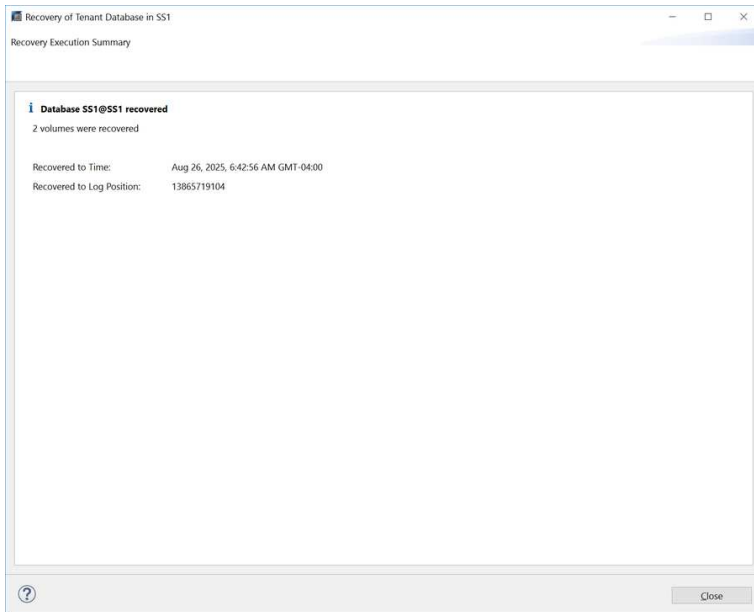 Recovery of Tenant Database in SS1
Recovery Execution Summary
i Database SS1@SS1 recovered
2 volumes were recovered
Recovered to Time: Aug 26, 2025, 6:42:56 AM GMT-04:00
Recovered to Log Position: 13865719104
?
Close